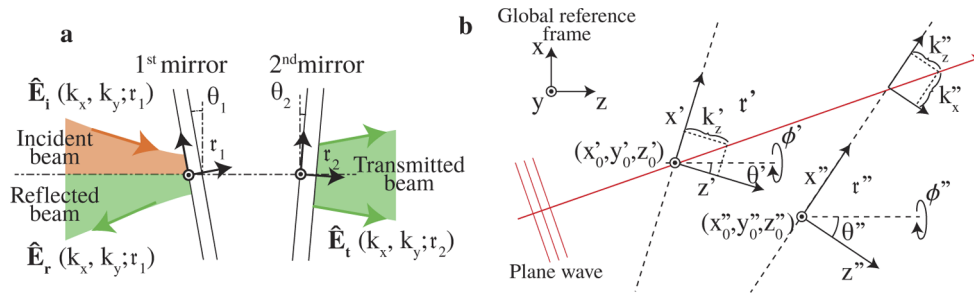 a
1st mirror
2nd mirror
θ1
θ2
Êi (kx, ky; r1)
Incident
beam
r1
r2
Transmitted
beam
Reflected
beam
Êr (kx, ky; r1)
Êt (kx, ky; r2)
b
Global reference
frame
x
y
z
x'
k'z
r'
ϕ'
(x'0,y'0,z'0)
z'
θ'
Plane wave
k''z
k''x
x''
r''
ϕ''
(x''0,y''0,z''0)
θ''
z''